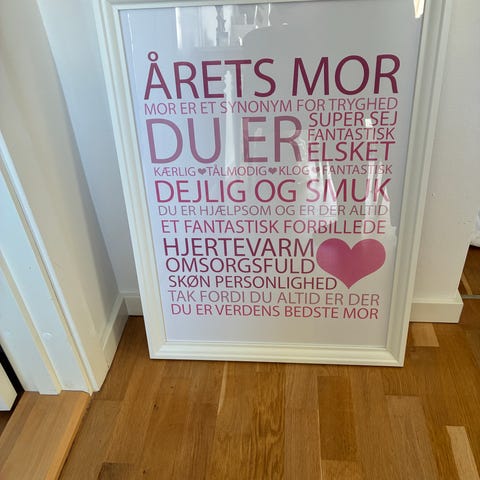 ÅRETS MOR
MOR ER ET SYNONYM FOR TRYGHED
DU ER
SUPER SEJ
FANTASTISK
ELSKET
KÆRLIG♥TÅLMODIG♥KLOG♥FANTASTISK
DEJLIG OG SMUK
DU ER HJÆLPSOM OG ER DER ALTID
ET FANTASTISK FORBILLEDE
HJERTEVARM
OMSORGSFULD
SKØN PERSONLIGHED
TAK FORDI DU ALTID ER DER
DU ER VERDENS BEDSTE MOR